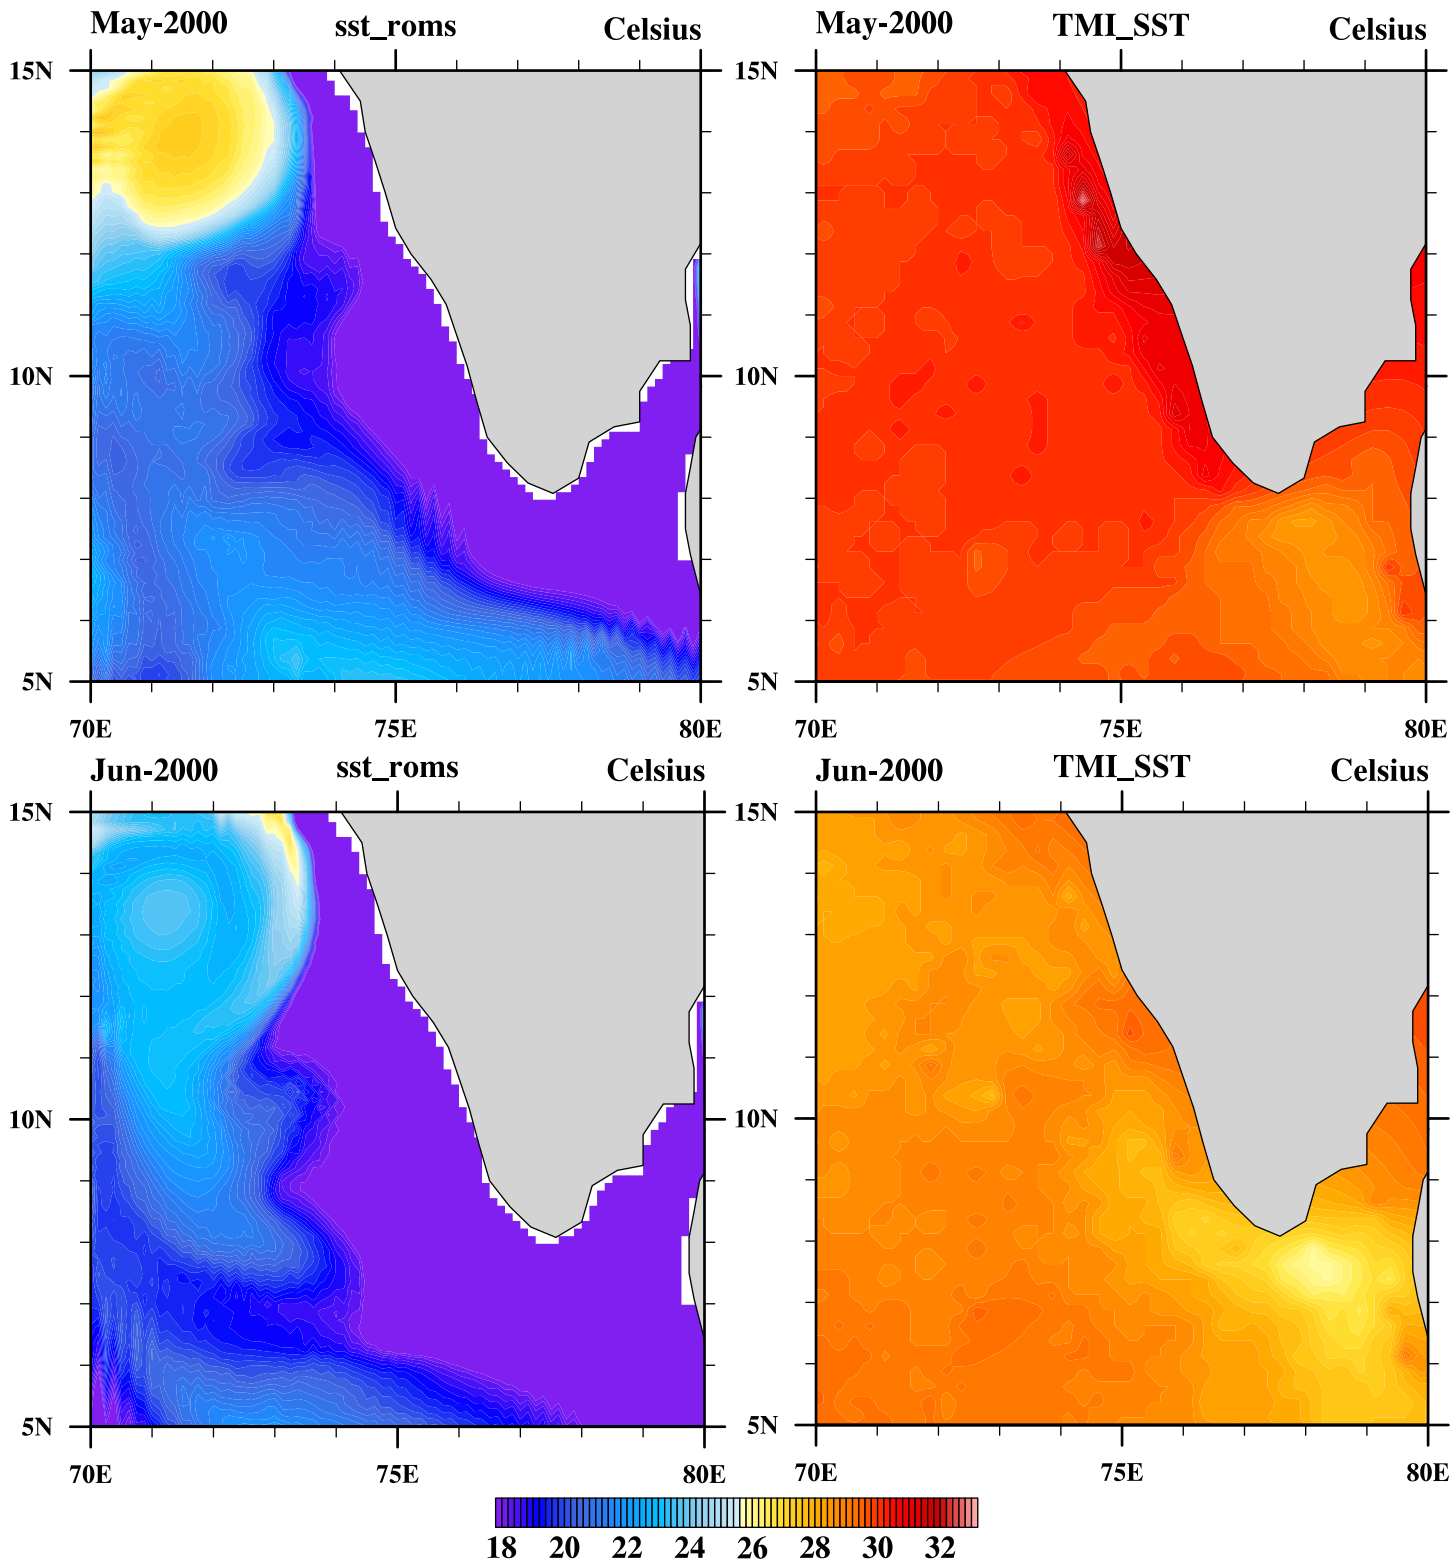 May-2000 sst_roms Celsius
May-2000 TMI_SST Celsius
15N
10N
5N
70E 75E 80E
15N
10N
5N
70E 75E 80E
Jun-2000 sst_roms Celsius
Jun-2000 TMI_SST Celsius
15N
10N
5N
70E 75E 80E
15N
10N
5N
70E 75E 80E
18 20 22 24 26 28 30 32